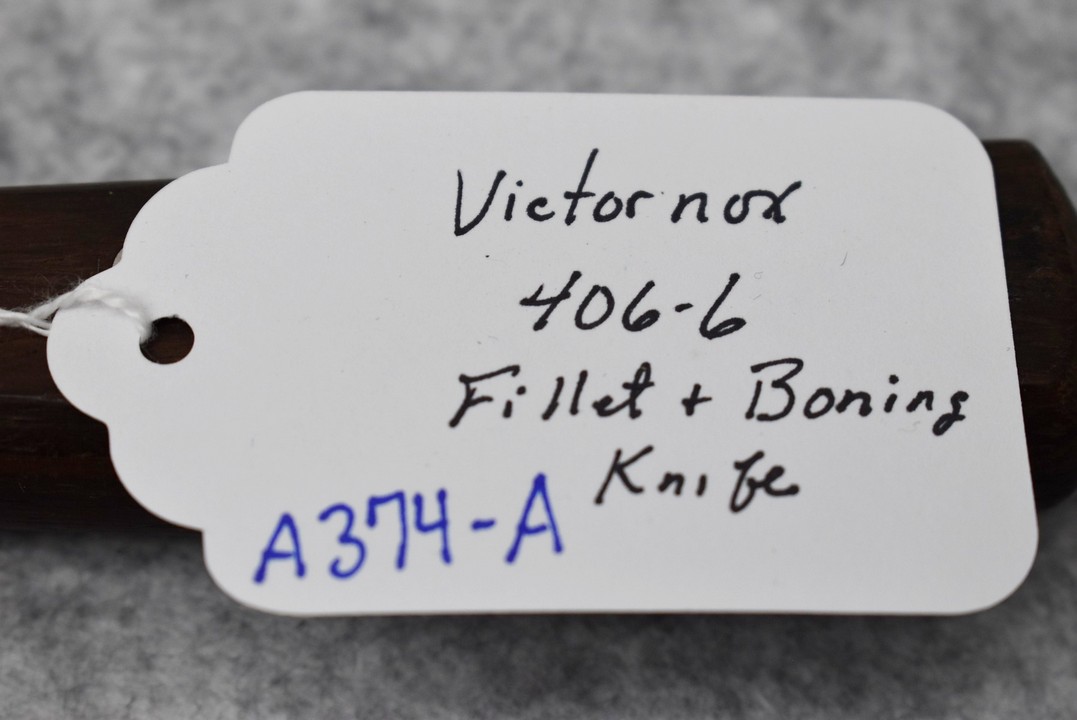 Victornox
406-6
Fillet + Boning
Knife
A374-A